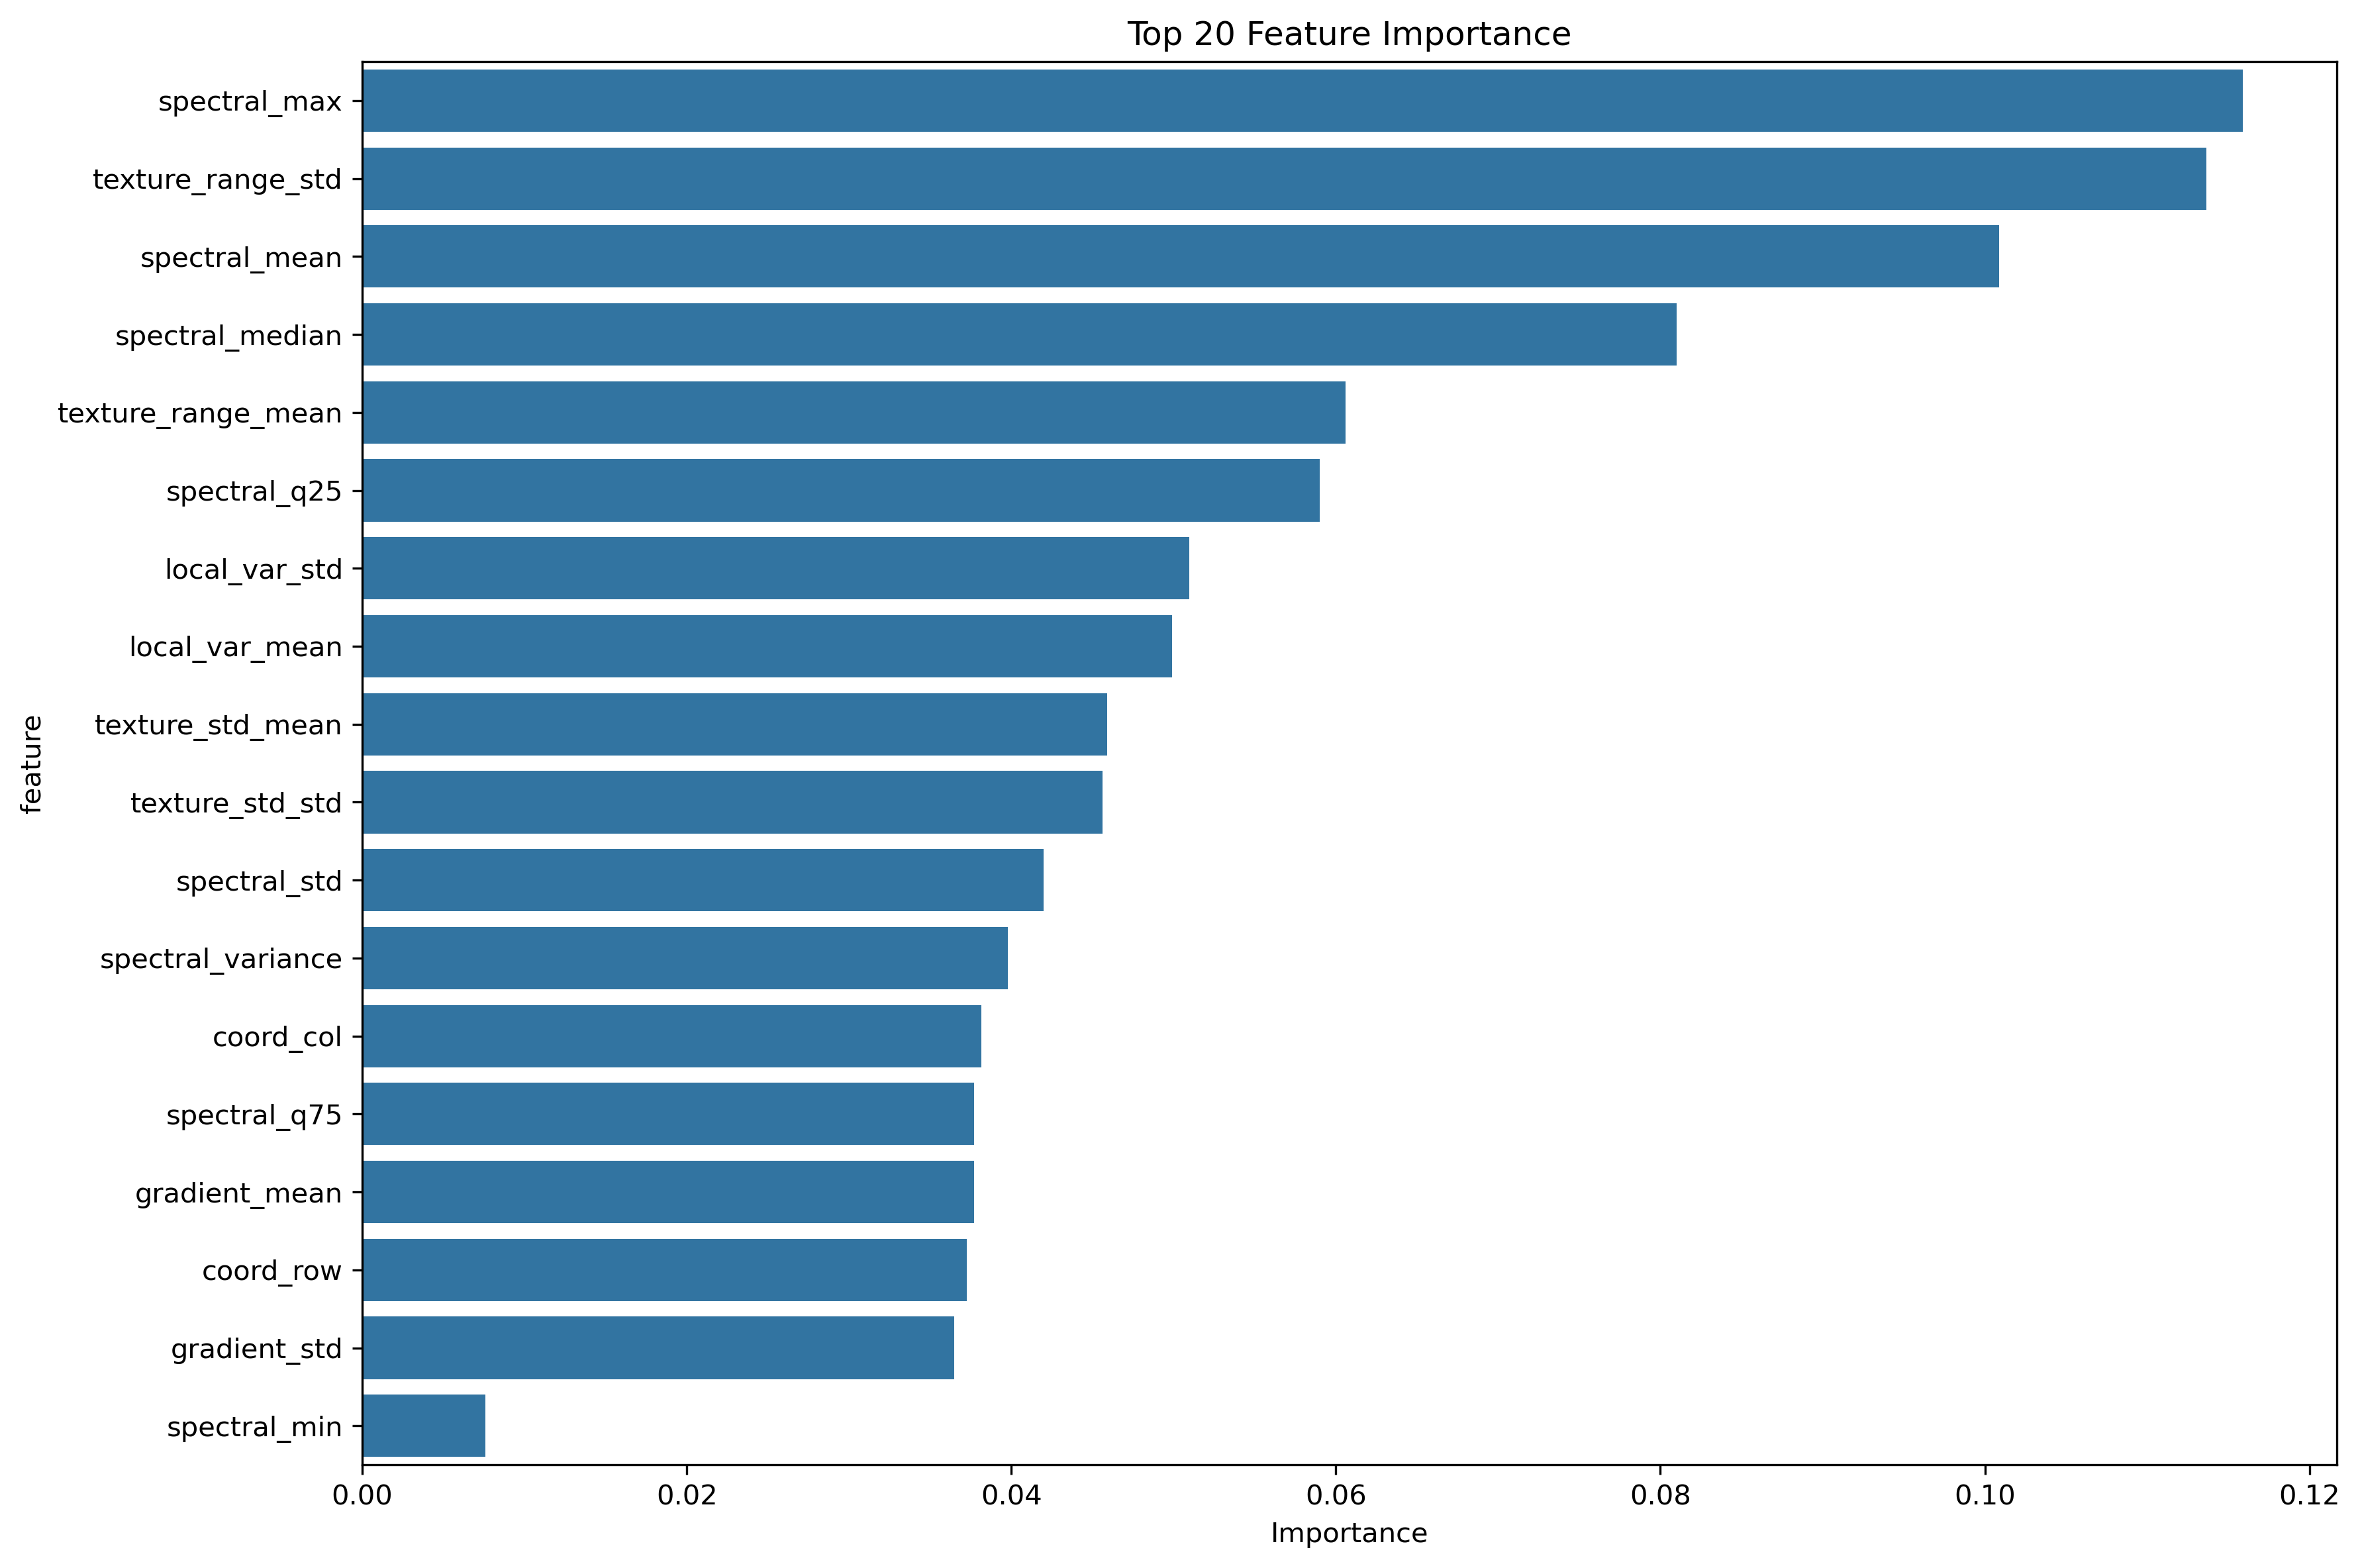 Top 20 Feature Importance
feature
spectral_max
texture_range_std
spectral_mean
spectral_median
texture_range_mean
spectral_q25
local_var_std
local_var_mean
texture_std_mean
texture_std_std
spectral_std
spectral_variance
coord_col
spectral_q75
gradient_mean
coord_row
gradient_std
spectral_min
0.00 0.02 0.04 0.06 0.08 0.10 0.12
Importance